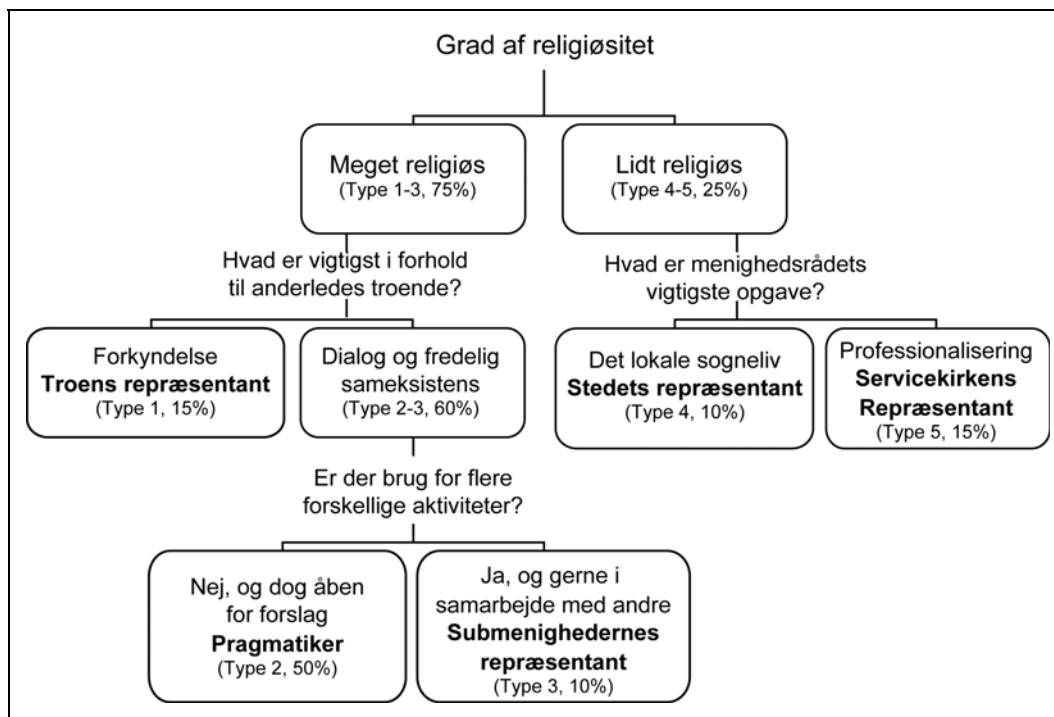 Grad af religiøsitet
Meget religiøs
(Type 1-3, 75%)
Lidt religiøs
(Type 4-5, 25%)
Hvad er vigtigst i forhold
til anderledes troende?
Hvad er menighedsrådets
vigtigste opgave?
Forkyndelse
Troens repræsentant
(Type 1, 15%)
Dialog og fredelig
sameksistens
(Type 2-3, 60%)
Det lokale sogneliv
Stedets repræsentant
(Type 4, 10%)
Professionalisering
Servicekirkens
Repræsentant
(Type 5, 15%)
Er der brug for flere
forskellige aktiviteter?
Nej, og dog åben
for forslag
Pragmatiker
(Type 2, 50%)
Ja, og gerne i
samarbejde med andre
Submenighedernes
repræsentant
(Type 3, 10%)